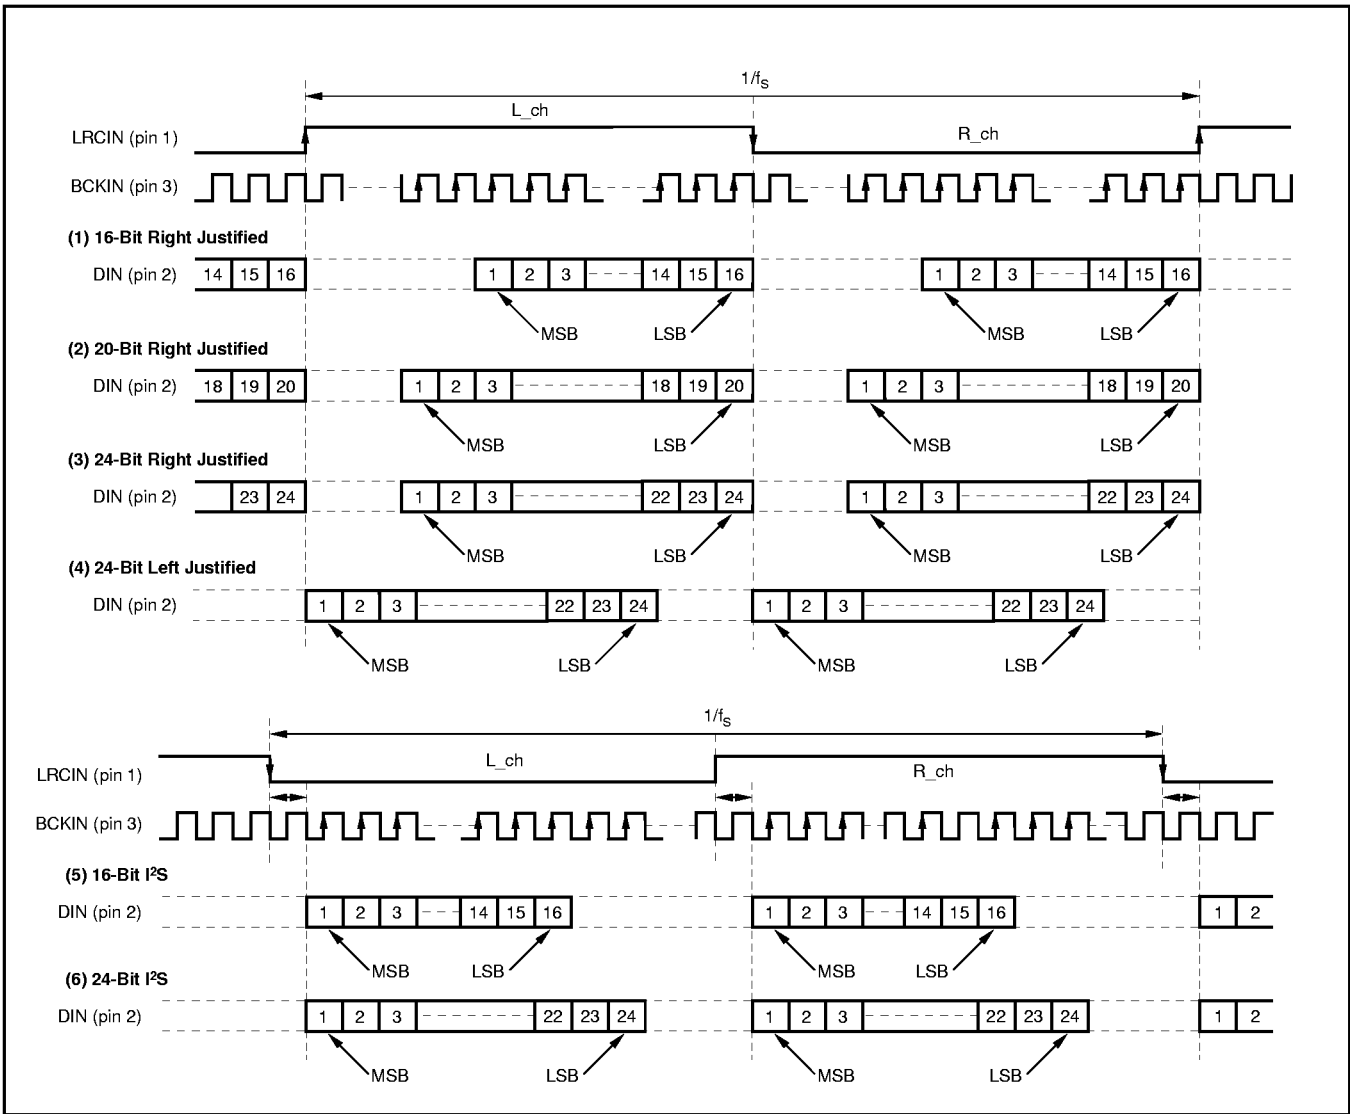 1/fS
L_ch
LRCIN (pin 1)
R_ch
BCKIN (pin 3)
(1) 16-Bit Right Justified
DIN (pin 2) 14 15 16 1 2 3 14 15 16 1 2 3 14 15 16
MSB LSB MSB LSB
(2) 20-Bit Right Justified
DIN (pin 2) 18 19 20 1 2 3 18 19 20 1 2 3 18 19 20
MSB LSB MSB LSB
(3) 24-Bit Right Justified
DIN (pin 2) 23 24 1 2 3 22 23 24 1 2 3 22 23 24
MSB LSB MSB LSB
(4) 24-Bit Left Justified
DIN (pin 2) 1 2 3 22 23 24 1 2 3 22 23 24
MSB LSB MSB LSB
1/fS
L_ch
LRCIN (pin 1)
R_ch
BCKIN (pin 3)
(5) 16-Bit I²S
DIN (pin 2) 1 2 3 14 15 16 1 2 3 14 15 16 1 2
MSB LSB MSB LSB
(6) 24-Bit I²S
DIN (pin 2) 1 2 3 22 23 24 1 2 3 22 23 24 1 2
MSB LSB MSB LSB